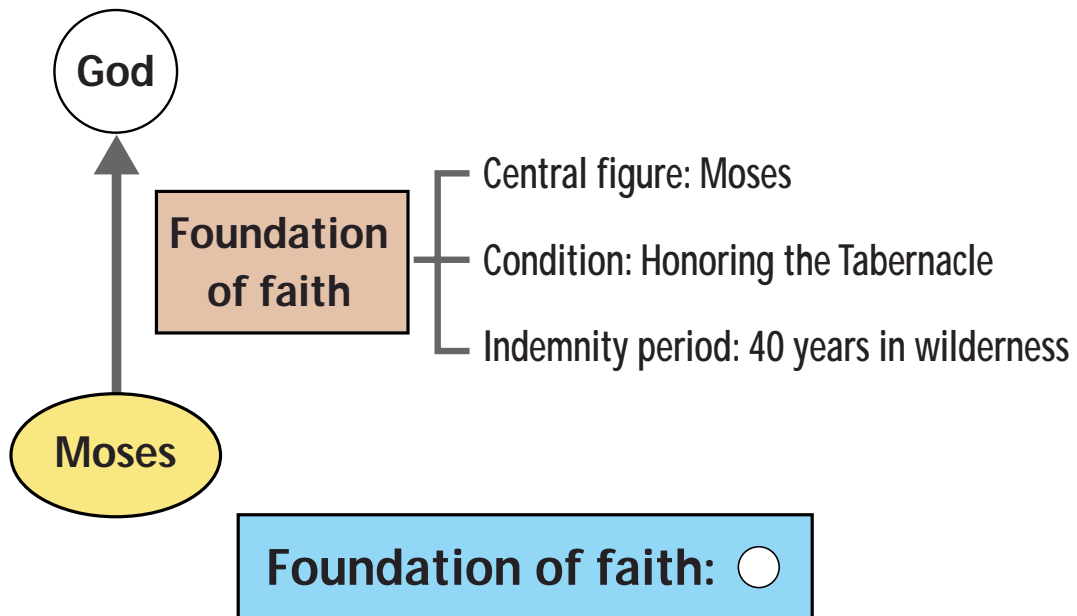 God
Foundation
of faith
Central figure: Moses
Condition: Honoring the Tabernacle
Indemnity period: 40 years in wilderness
Moses
Foundation of faith: